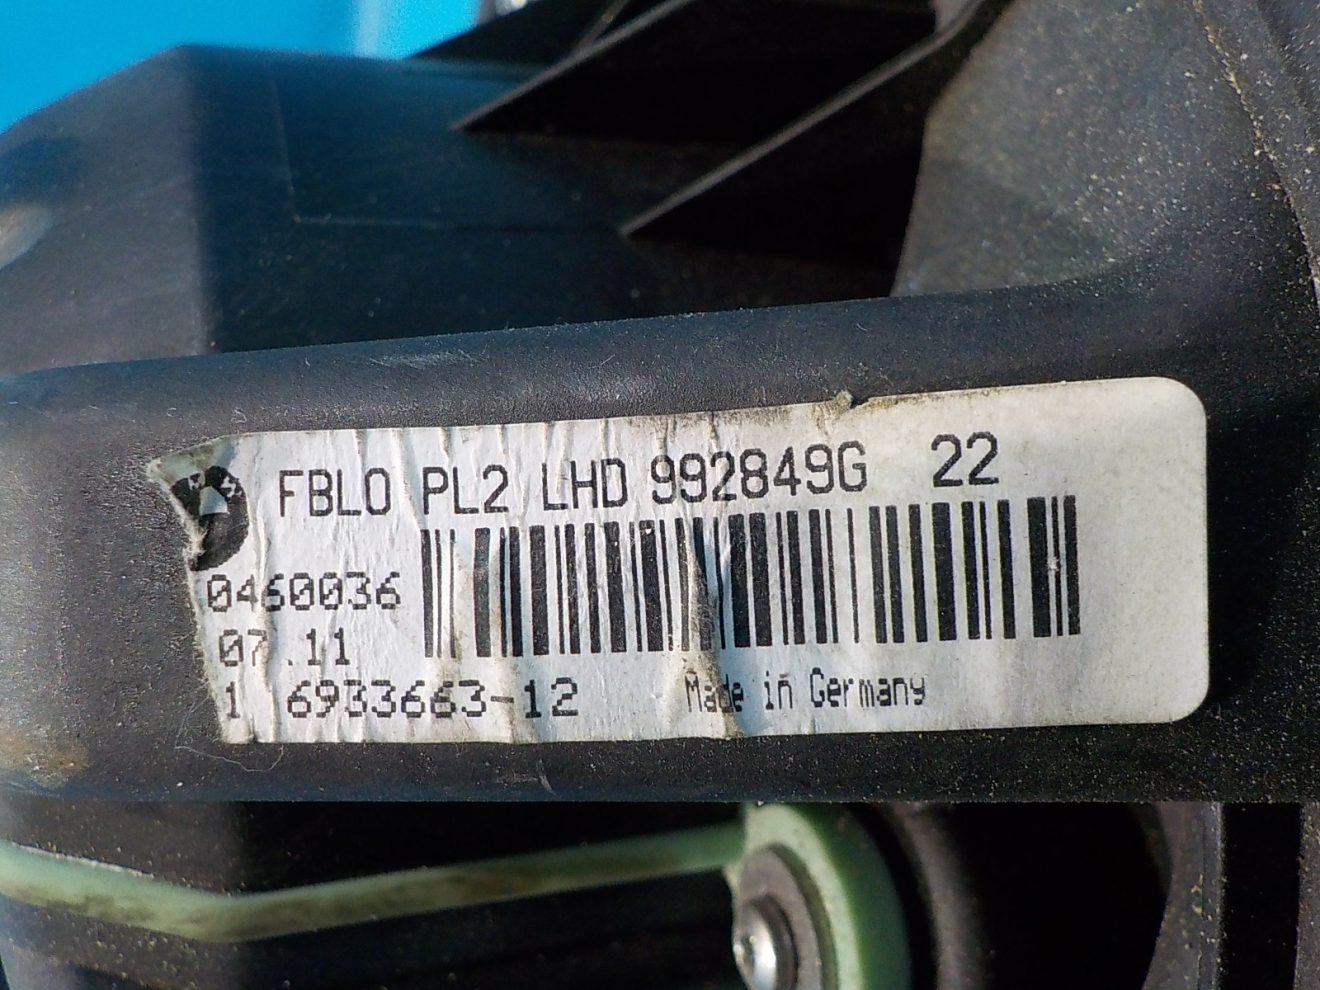 FBLO PL2 LHD 992849G 22
0460036
07.11
1 6933663-12 Made in Germany